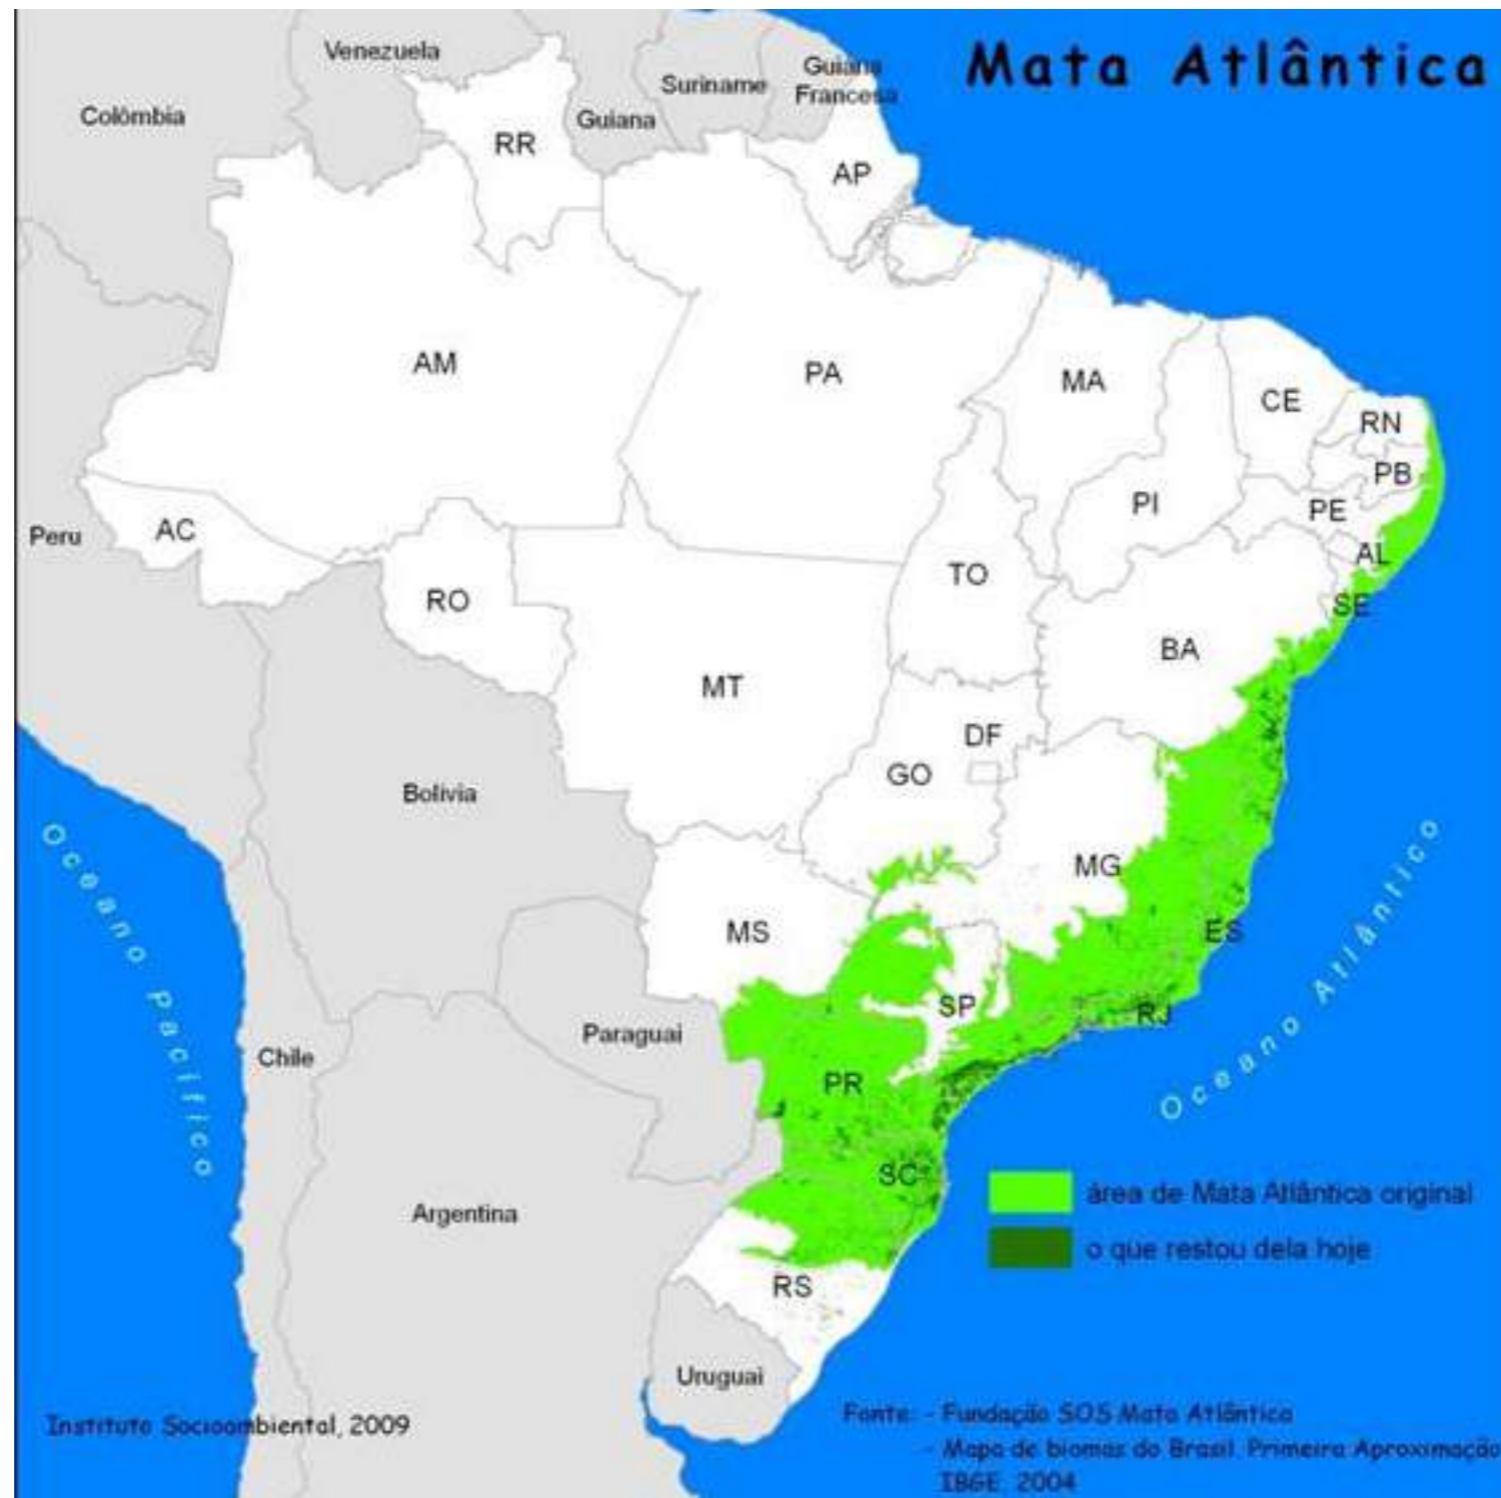 Mata Atlântica
Venezuela
Suriname
Guiana
Francesa
Colômbia
Guiana
RR
AP
AM
PA
MA
CE
RN
PB
PI
PE
Peru
AC
AL
TO
RO
SE
BA
MT
DF
GO
Bolívia
MG
Oceano Pacífico
Oceano Atlântico
MS
ES
SP
RJ
Paraguai
Chile
PR
SC
área de Mata Atlântica original
Argentina
o que restou dela hoje
RS
Uruguai
Instituto Socioambiental, 2009
Fonte: - Fundação SOS Mata Atlântica
- Mapa de biomas do Brasil. Primeira Aproximação
IBGE, 2004